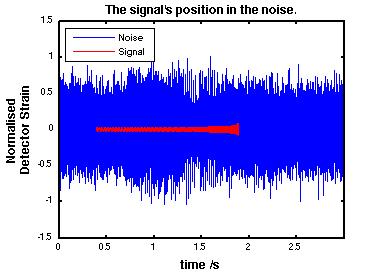 The signal's position in the noise.
Noise
Signal
Normalised
Detector Strain
1.5
1
0.5
0
-0.5
-1
-1.5
0
0.5
1
1.5
2
2.5
time /s